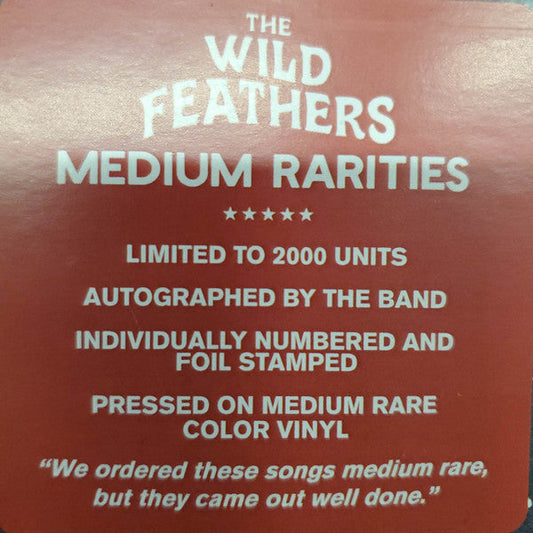 THE
WILD
FEATHERS
MEDIUM RARITIES
★★★★★
LIMITED TO 2000 UNITS
AUTOGRAPHED BY THE BAND
INDIVIDUALLY NUMBERED AND
FOIL STAMPED
PRESSED ON MEDIUM RARE
COLOR VINYL
“We ordered these songs medium rare,
but they came out well done.”